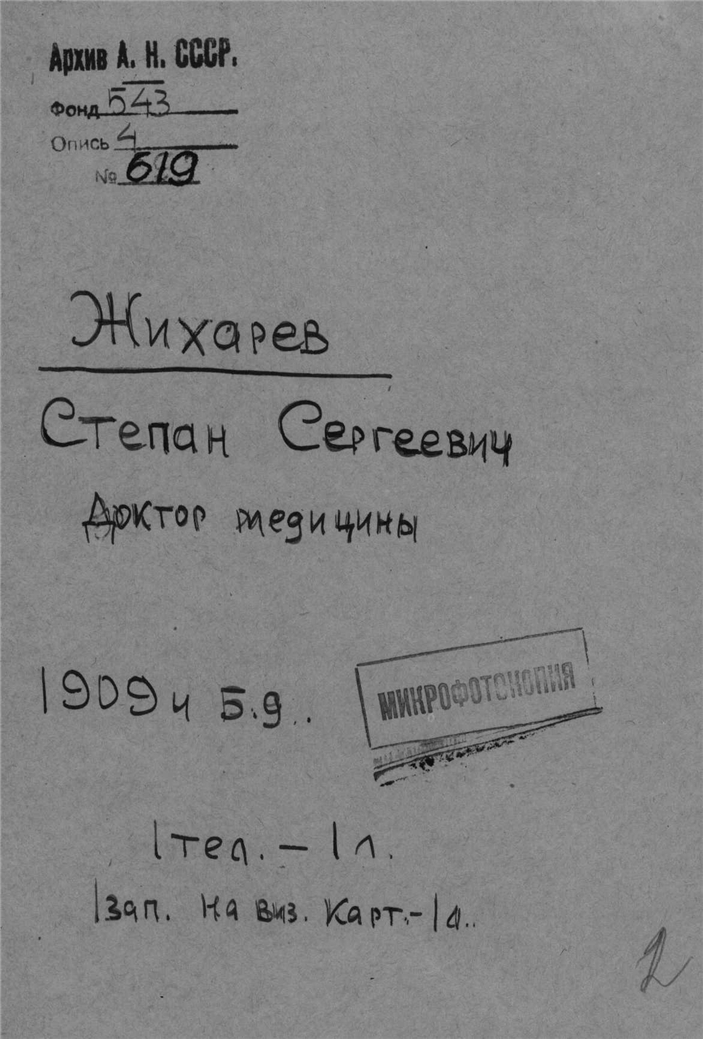 Архив А. Н. СССР.
Фонд 543
Опись 4
№ 619
Жихарев
Степан Сергеевич
Доктор медицины
1909 и Б.д..
МИКРОФОТОКОПИЯ
1 тел. – 1 л.
1 зап. на виз. карт.- 1 л..
2